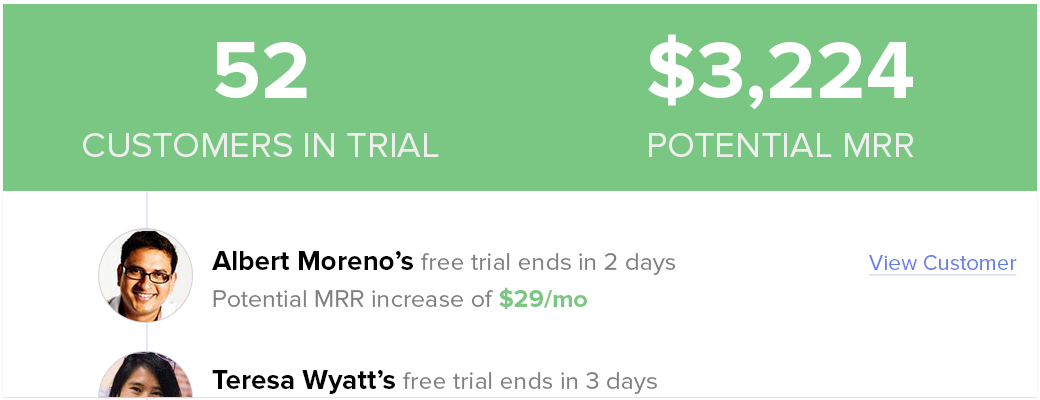 52
CUSTOMERS IN TRIAL
$3,224
POTENTIAL MRR
Albert Moreno’s free trial ends in 2 days
View Customer
Potential MRR increase of $29/mo
Teresa Wyatt’s free trial ends in 3 days